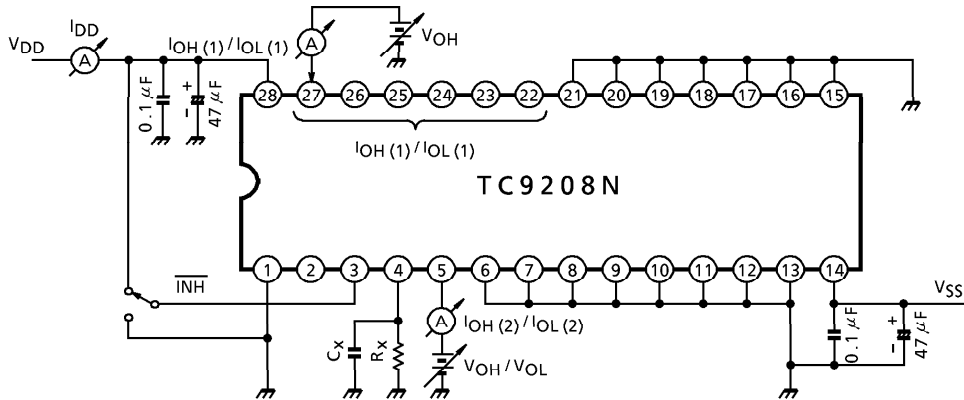 I_DD
V_DD
A
I_OH (1) / I_OL (1)
A
V_OH
0.1 μF
+
-
47 μF
28 27 26 25 24 23 22 21 20 19 18 17 16 15
I_OH (1) / I_OL (1)
TC9208N
1 2 3 4 5 6 7 8 9 10 11 12 13 14
I̅N̅H̅
V_SS
A
I_OH (2) / I_OL (2)
C_X
R_X
V_OH / V_OL
0.1 μF
+
-
47 μF